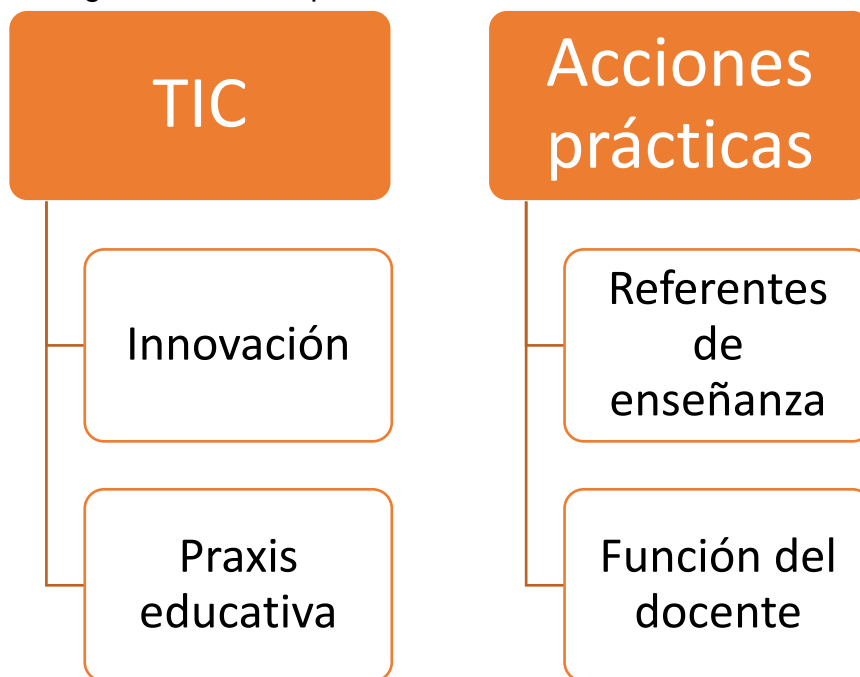 TIC
Innovación
Praxis
educativa
Acciones
prácticas
Referentes
de
enseñanza
Función del
docente